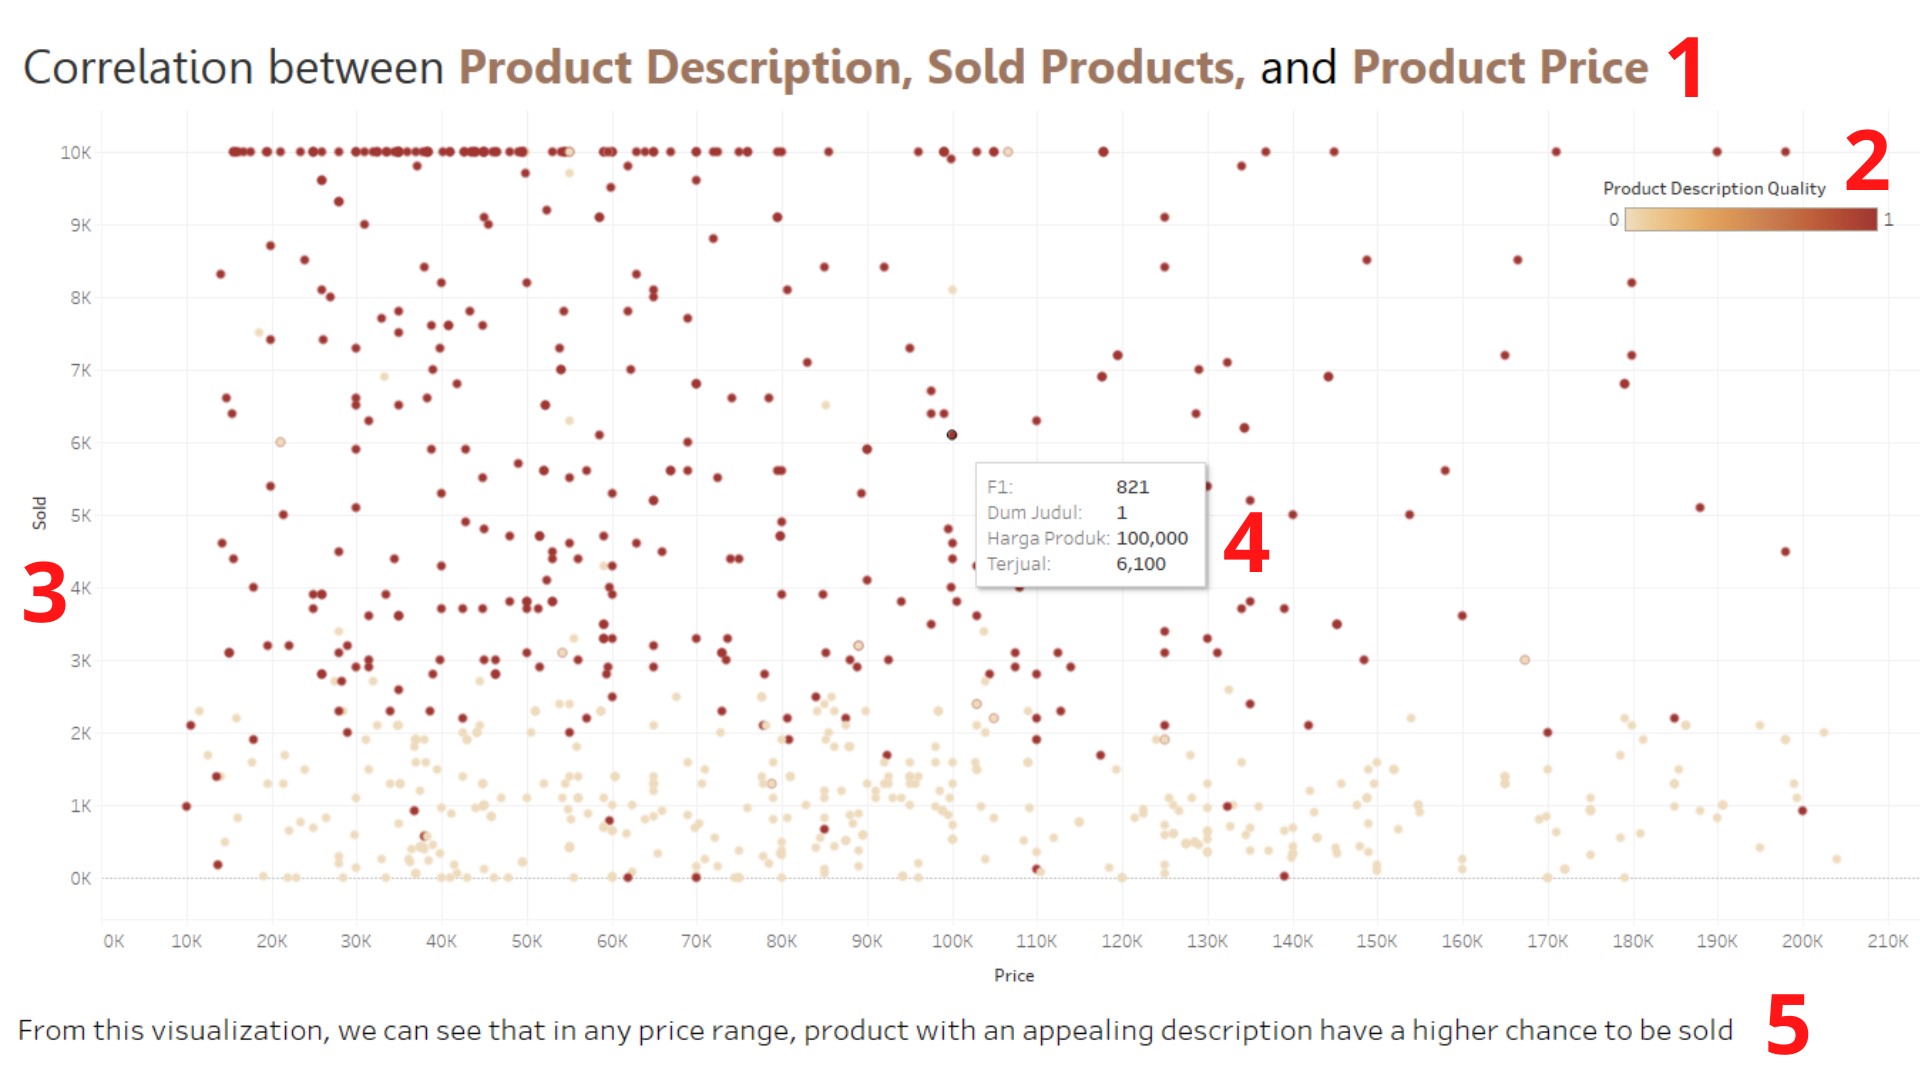 Correlation between Product Description, Sold Products, and Product Price 1
10K
2
Product Description Quality
0 1
9K
8K
7K
6K
Sold
5K
F1: 821
Dum Judul: 1
Harga Produk: 100,000
Terjual: 6,100
4
4K
3
3K
2K
1K
0K
0K 10K 20K 30K 40K 50K 60K 70K 80K 90K 100K 110K 120K 130K 140K 150K 160K 170K 180K 190K 200K 210K
Price
From this visualization, we can see that in any price range, product with an appealing description have a higher chance to be sold 5